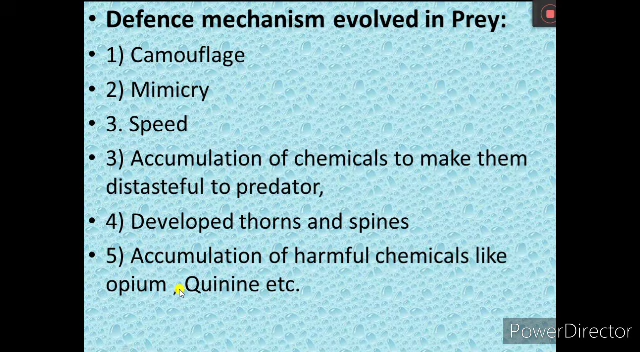 • Defence mechanism evolved in Prey:
• 1) Camouflage
• 2) Mimicry
• 3. Speed
• 3) Accumulation of chemicals to make them
distasteful to predator,
• 4) Developed thorns and spines
• 5) Accumulation of harmful chemicals like
opium , Quinine etc.
PowerDirector